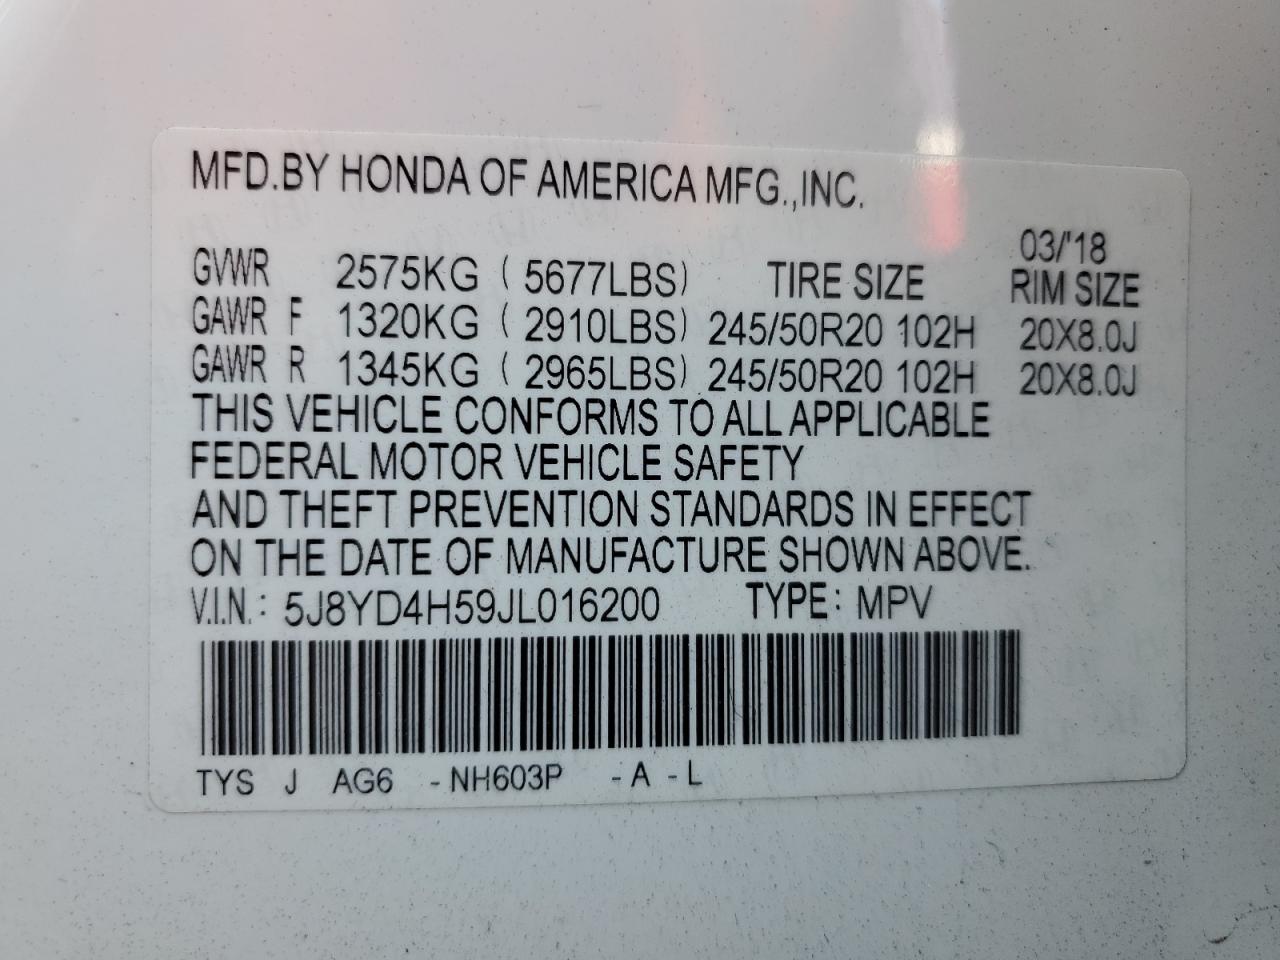 MFD.BY HONDA OF AMERICA MFG.,INC.
03/'18
GVWR 2575KG ( 5677LBS) TIRE SIZE RIM SIZE
GAWR F 1320KG ( 2910LBS) 245/50R20 102H 20X8.0J
GAWR R 1345KG ( 2965LBS) 245/50R20 102H 20X8.0J
THIS VEHICLE CONFORMS TO ALL APPLICABLE
FEDERAL MOTOR VEHICLE SAFETY
AND THEFT PREVENTION STANDARDS IN EFFECT
ON THE DATE OF MANUFACTURE SHOWN ABOVE.
V.I.N.: 5J8YD4H59JL016200 TYPE: MPV
TYS J AG6 -NH603P -A -L